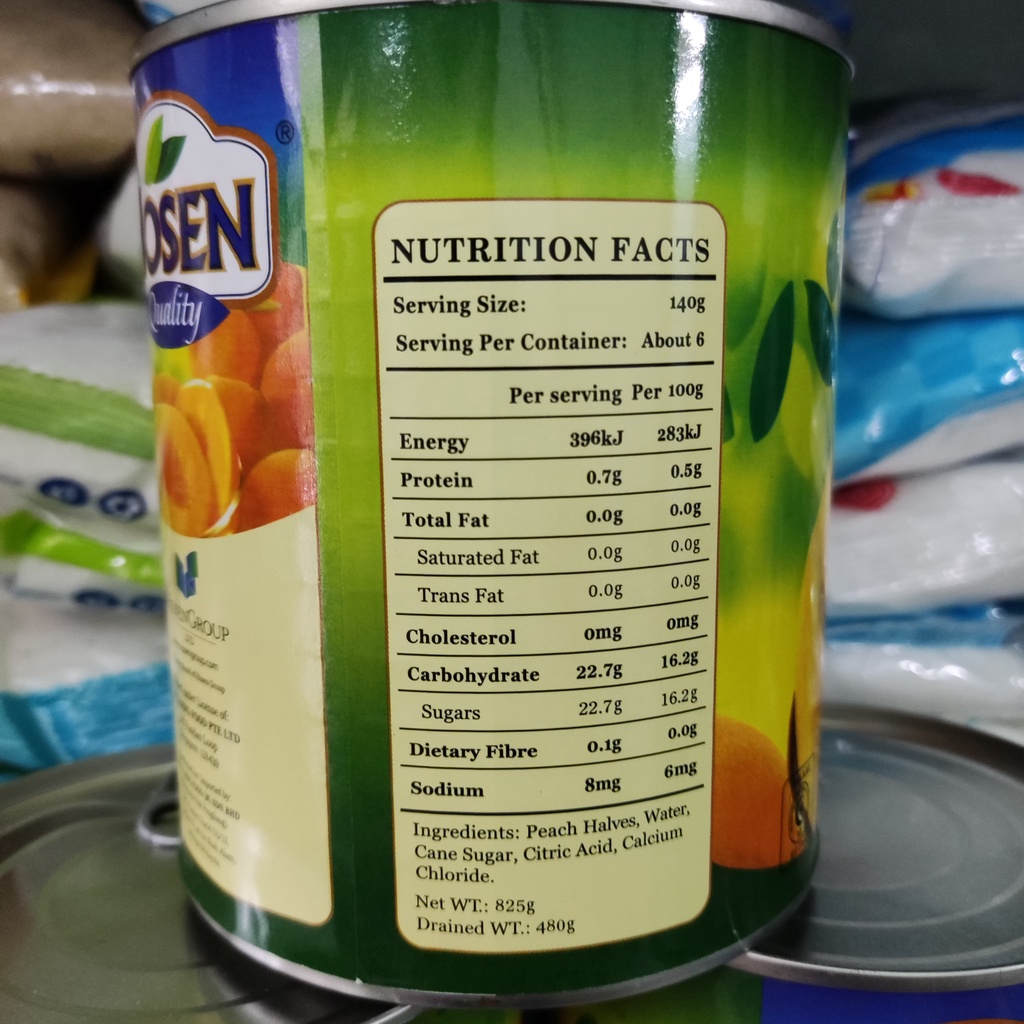 OSEN
®
Quality
NUTRITION FACTS
Serving Size: 140g
Serving Per Container: About 6
Per serving Per 100g
Energy 396kJ 283kJ
Protein 0.7g 0.5g
Total Fat 0.0g 0.0g
Saturated Fat 0.0g 0.0g
Trans Fat 0.0g 0.0g
Cholesterol 0mg 0mg
Carbohydrate 22.7g 16.2g
Sugars 22.7g 16.2g
Dietary Fibre 0.1g 0.0g
Sodium 8mg 6mg
Ingredients: Peach Halves, Water,
Cane Sugar, Citric Acid, Calcium
Chloride.
Net WT.: 825g
Drained WT.: 480g